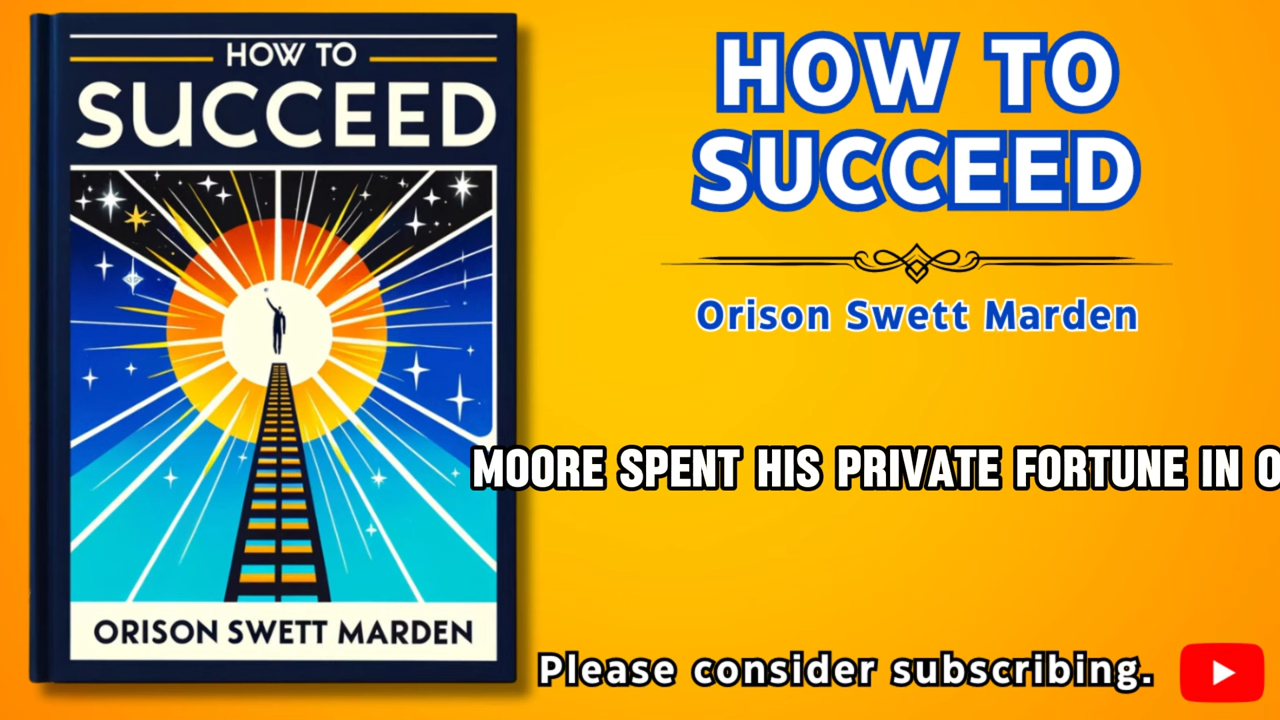 HOW TO
SUCCEED
ORISON SWETT MARDEN
HOW TO
SUCCEED
Orison Swett Marden
MOORE SPENT HIS PRIVATE FORTUNE IN
Please consider subscribing.